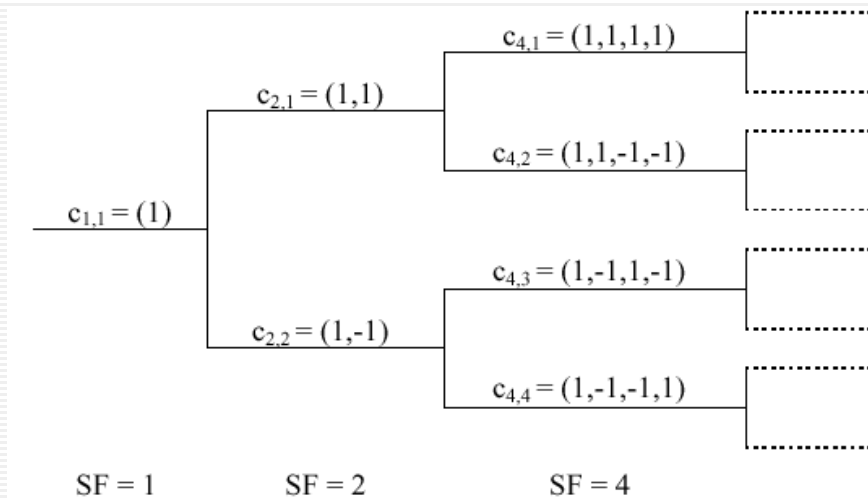 c4,1 = (1,1,1,1)
c2,1 = (1,1)
c4,2 = (1,1,-1,-1)
c1,1 = (1)
c4,3 = (1,-1,1,-1)
c2,2 = (1,-1)
c4,4 = (1,-1,-1,1)
SF = 1 SF = 2 SF = 4